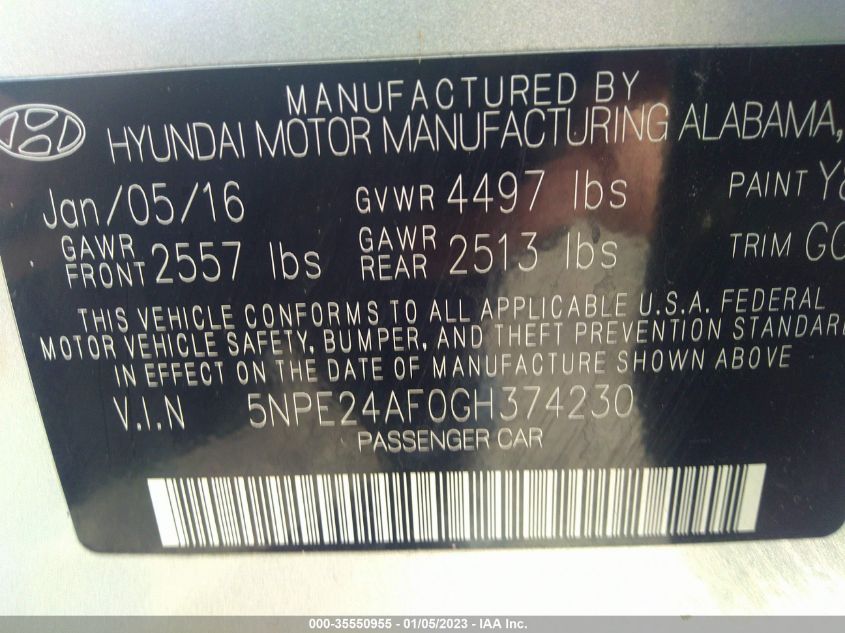 MANUFACTURED BY
HYUNDAI MOTOR MANUFACTURING ALABAMA,
Jan/05/16 GVWR 4497 lbs PAINT
GAWR FRONT 2557 lbs GAWR REAR 2513 lbs TRIM
THIS VEHICLE CONFORMS TO ALL APPLICABLE U.S.A. FEDERAL
MOTOR VEHICLE SAFETY, BUMPER, AND THEFT PREVENTION STANDAR
IN EFFECT ON THE DATE OF MANUFACTURE SHOWN ABOVE
V.I.N 5NPE24AF0GH374230
PASSENGER CAR
000-35550955 - 01/05/2023 - IAA Inc.